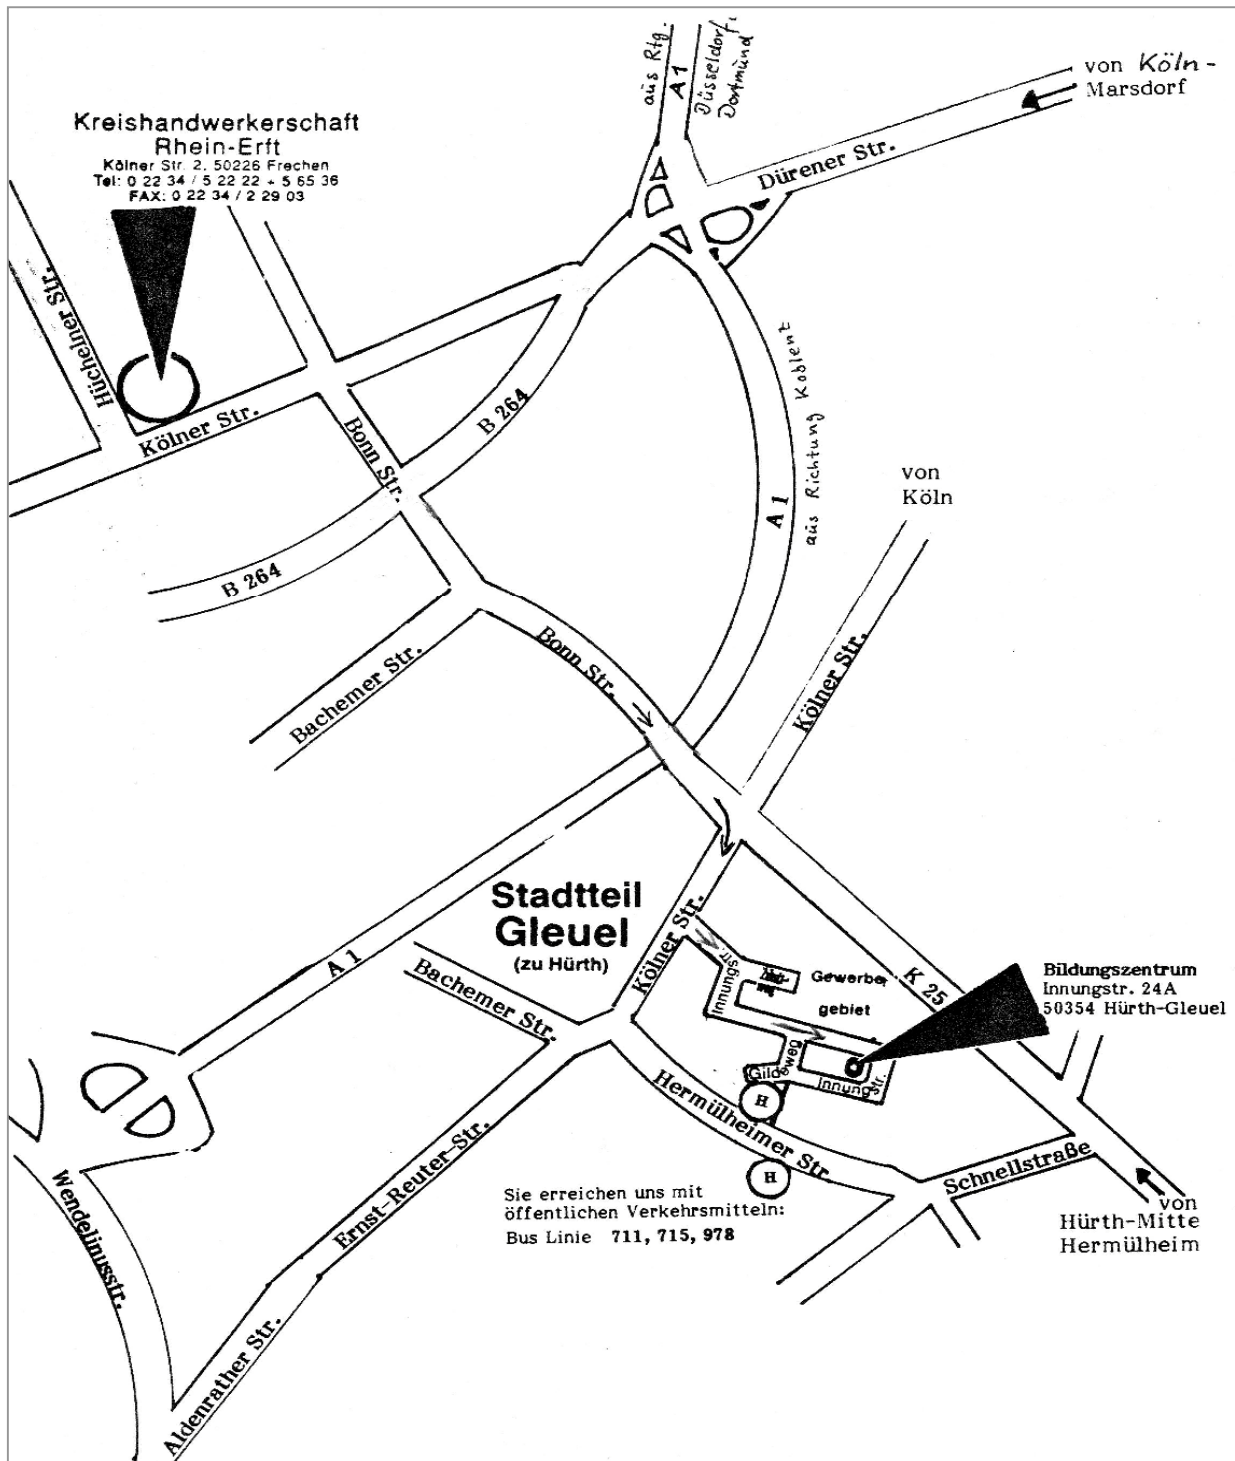 aus Rtg.
A 1
Düsseldorf,
Dortmund
von Köln-
Marsdorf
Kreishandwerkerschaft
Rhein-Erft
Kölner Str. 2, 50226 Frechen
Tel: 0 22 34 / 5 22 22 + 5 65 36
FAX: 0 22 34 / 2 29 03
Dürener Str.
Hüchelner Str.
Kölner Str.
Bonn Str.
B 264
B 264
aus Richtung Koblent
A 1
von
Köln
Bachemer Str.
Bonn Str.
Kölner Str.
Stadtteil
Gleuel
(zu Hürth)
Kölner Str.
A 1
Bachemer Str.
Innungstr.
Gewerbe
gebiet
K 25
Bildungszentrum
Innungstr. 24A
50354 Hürth-Gleuel
Gildeweg
Innungstr.
H
Hermülheimer Str.
H
Schnellstraße
Wendelinusstr.
Ernst-Reuter-Str.
Sie erreichen uns mit
öffentlichen Verkehrsmitteln:
Bus Linie 711, 715, 978
von
Hürth-Mitte
Hermülheim
Aldenrather Str.